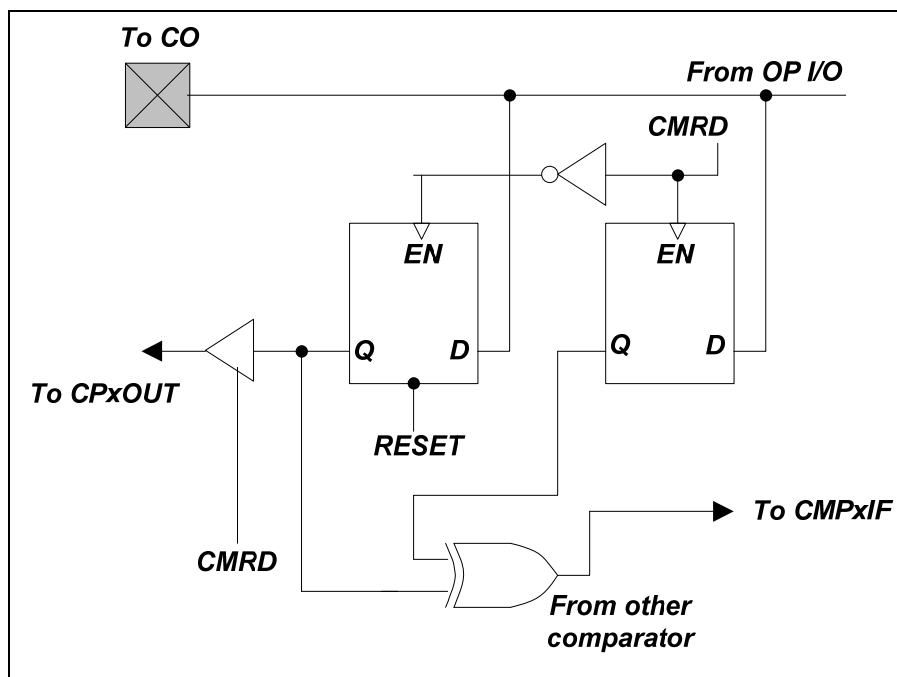 To CO
From OP I/O
CMRD
EN
EN
Q
D
Q
D
To CPxOUT
RESET
To CMPxIF
CMRD
From other
comparator